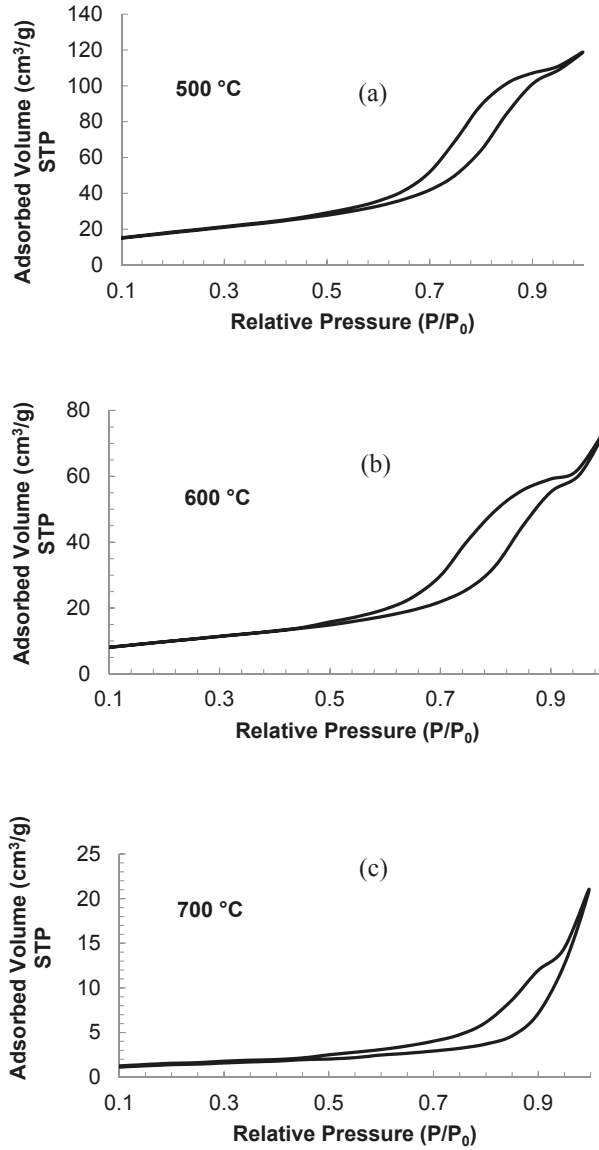 140
120
100
80
60
40
20
0
Adsorbed Volume (cm³/g)
STP
500 °C
(a)
0.1 0.3 0.5 0.7 0.9
Relative Pressure (P/P₀)
80
60
40
20
0
Adsorbed Volume (cm³/g)
STP
600 °C
(b)
0.1 0.3 0.5 0.7 0.9
Relative Pressure (P/P₀)
25
20
15
10
5
0
Adsorbed Volume (cm³/g)
STP
700 °C
(c)
0.1 0.3 0.5 0.7 0.9
Relative Pressure (P/P₀)